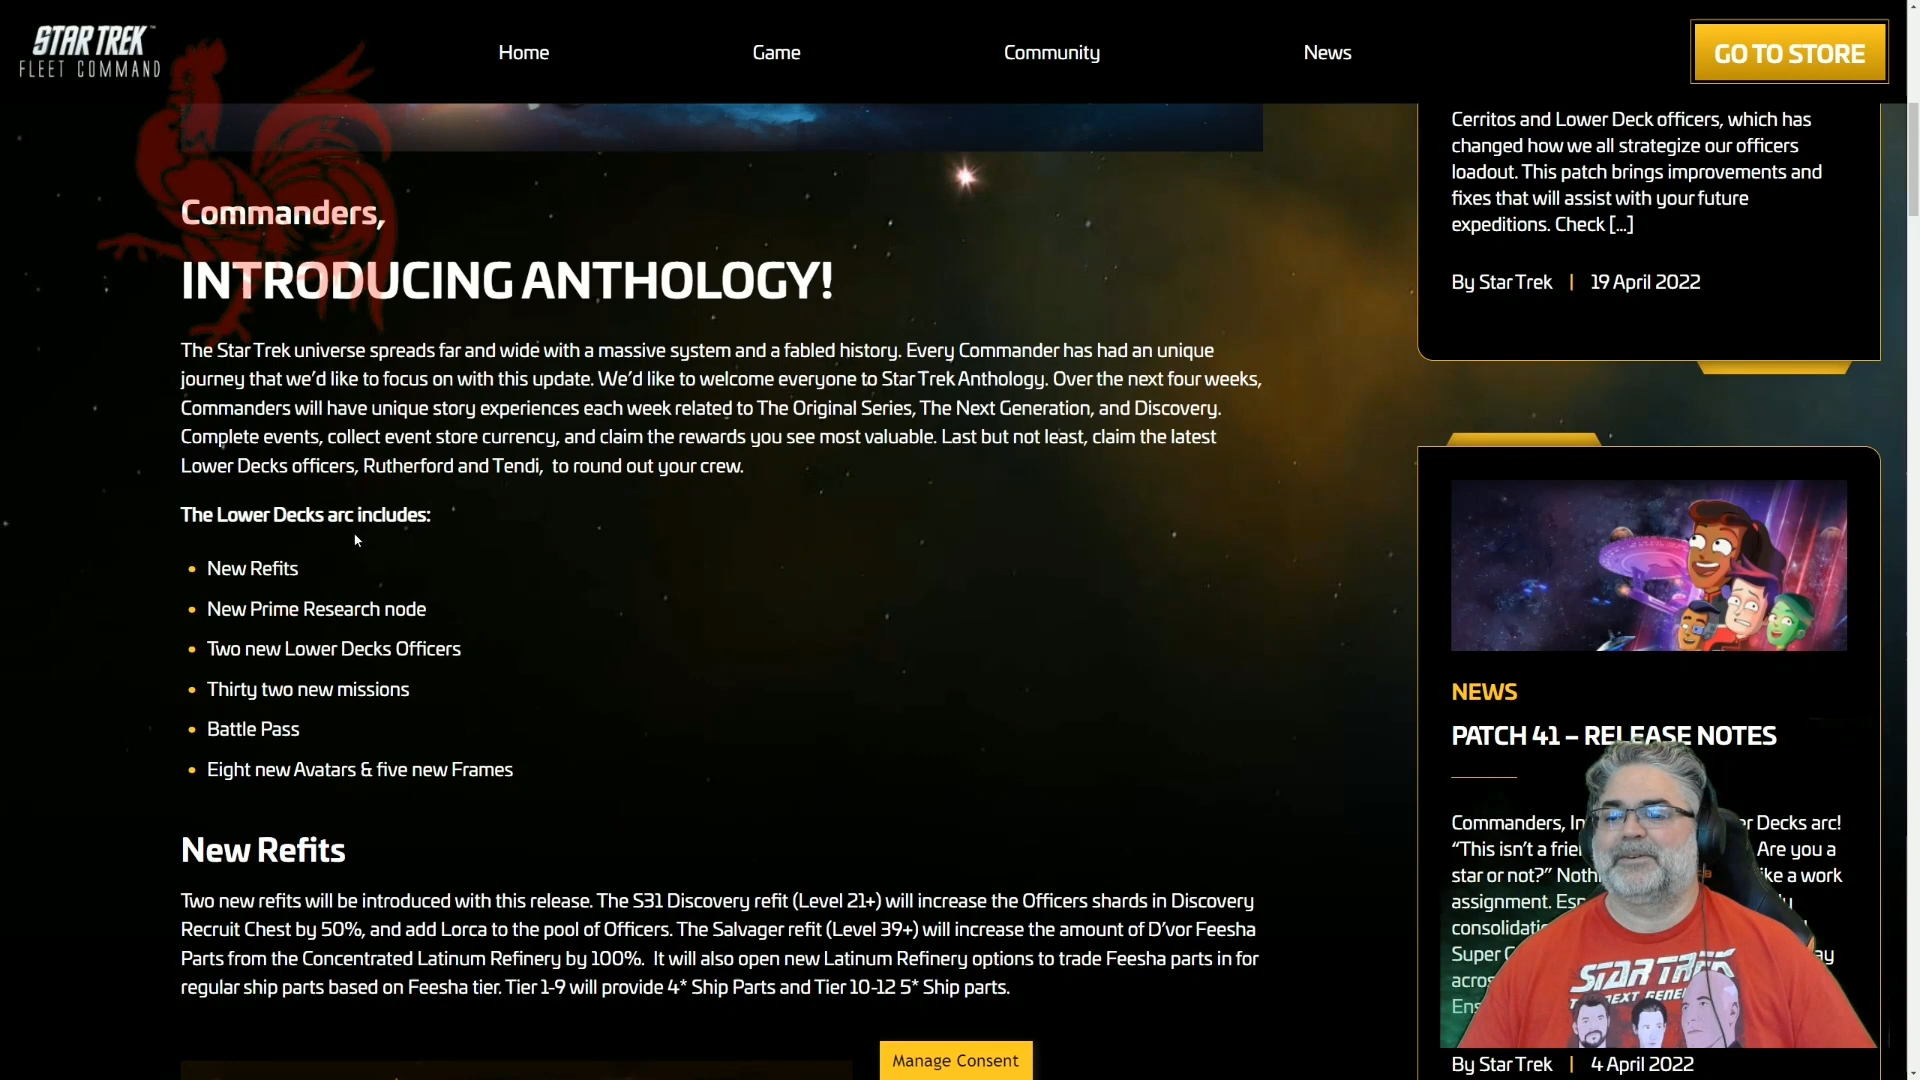 STAR TREK
FLEET COMMAND
Home
Game
Community
News
GO TO STORE
Commanders,
INTRODUCING ANTHOLOGY!
The Star Trek universe spreads far and wide with a massive system and a fabled history. Every Commander has had an unique
journey that we'd like to focus on with this update. We'd like to welcome everyone to Star Trek Anthology. Over the next four weeks,
Commanders will have unique story experiences each week related to The Original Series, The Next Generation, and Discovery.
Complete events, collect event store currency, and claim the rewards you see most valuable. Last but not least, claim the latest
Lower Decks officers, Rutherford and Tendi, to round out your crew.
The Lower Decks arc includes:
• New Refits
• New Prime Research node
• Two new Lower Decks Officers
• Thirty two new missions
• Battle Pass
• Eight new Avatars & five new Frames
New Refits
Two new refits will be introduced with this release. The S31 Discovery refit (Level 21+) will increase the Officers shards in Discovery
Recruit Chest by 50%, and add Lorca to the pool of Officers. The Salvager refit (Level 39+) will increase the amount of D'vor Feesha
Parts from the Concentrated Latinum Refinery by 100%. It will also open new Latinum Refinery options to trade Feesha parts in for
regular ship parts based on Feesha tier. Tier 1-9 will provide 4* Ship Parts and Tier 10-12 5* Ship parts.
Manage Consent
Cerritos and Lower Deck officers, which has
changed how we all strategize our officers
loadout. This patch brings improvements and
fixes that will assist with your future
expeditions. Check [...]
By Star Trek | 19 April 2022
NEWS
PATCH 41 – RELEASE NOTES
Commanders, Decks arc!
"This isn't a Are you a
star or not?" a work
assignment.
Super
By Star Trek | 4 April 2022
STAR TREK
NEXT